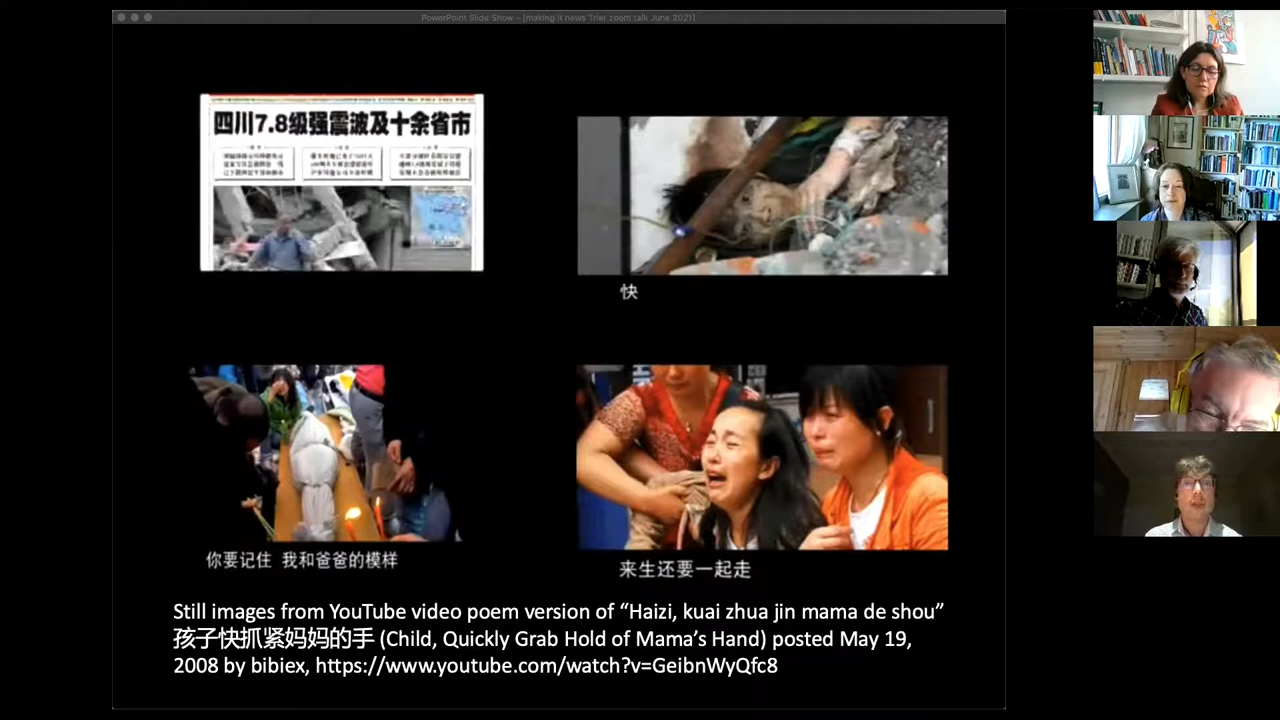 PowerPoint Slide Show - [making it news Trier zoom talk June 2021]
四川7.8级强震波及十余省市
快
你要记住 我和爸爸的模样
来生还要一起走
Still images from YouTube video poem version of “Haizi, kuai zhua jin mama de shou”
孩子快抓紧妈妈的手 (Child, Quickly Grab Hold of Mama’s Hand) posted May 19,
2008 by bibiex, https://www.youtube.com/watch?v=GeibnWyQfc8